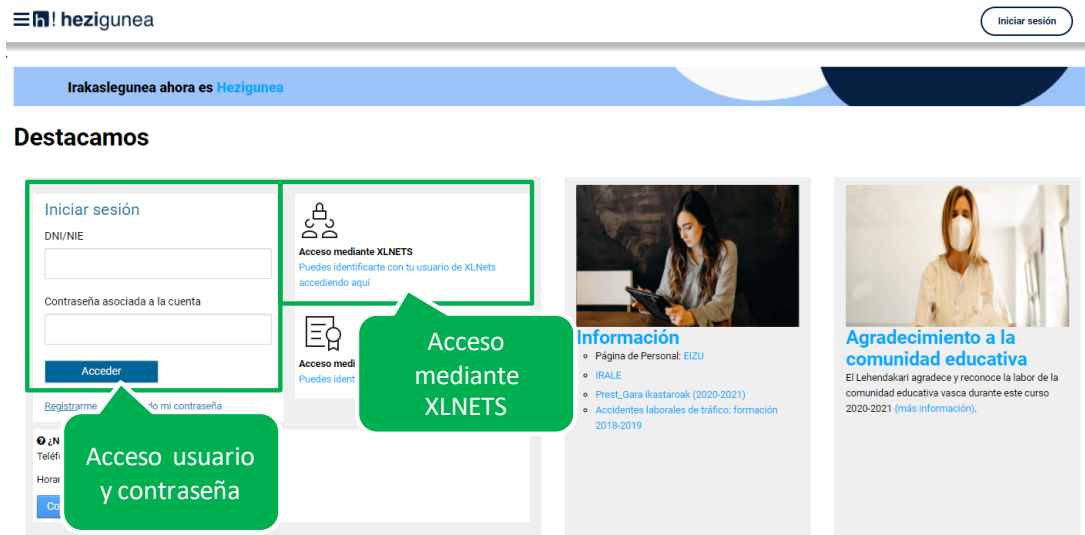 h! hezigunea
Iniciar sesión
Irakaslegunea ahora es Hezigunea
Destacamos
Iniciar sesión
DNI/NIE
Contraseña asociada a la cuenta
Acceder
Registrarme do mi contraseña
Acceso mediante XLNETS
Puedes identificarte con tu usuario de XLNets
accediendo aquí
Acceso medi
Puedes ident
Acceso
mediante
XLNETS
Acceso usuario
y contraseña
¿N
Teléf
Horar
Co
Información
Página de Personal: EIZU
IRALE
Prest_Gara ikastaroak (2020-2021)
Accidentes laborales de tráfico: formación
2018-2019
Agradecimiento a la
comunidad educativa
El Lehendakari agradece y reconoce la labor de la
comunidad educativa vasca durante este curso
2020-2021 (más información).